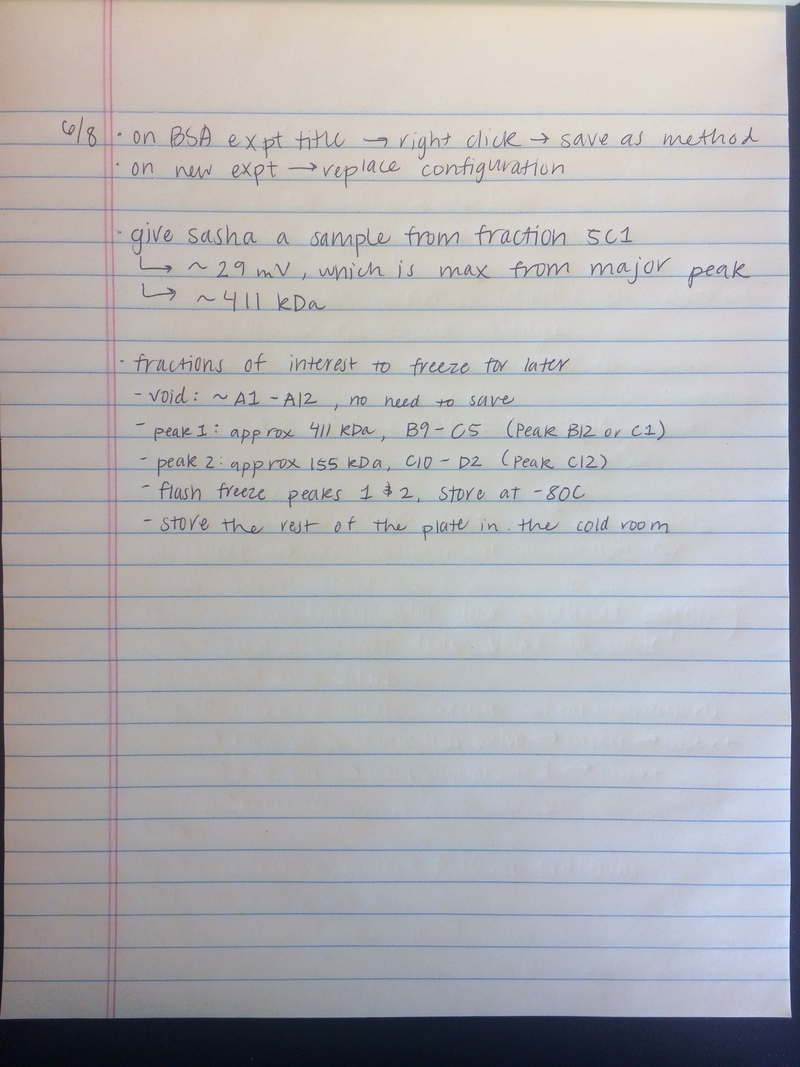 6/8 · on BSA expt title → right click → save as method
· on new expt → replace configuration
· give sasha a sample from fraction 5C1
↳ ~ 29 mV, which is max from major peak
↳ ~ 411 kDa
· fractions of interest to freeze for later
- void: ~ A1 - A12, no need to save
- peak 1: approx 411 kDa, B9 - C5 (Peak B12 or C1)
- peak 2: approx 155 kDa, C10 - D2 (Peak C12)
- flash freeze peaks 1 & 2, store at -80C
- store the rest of the plate in the cold room